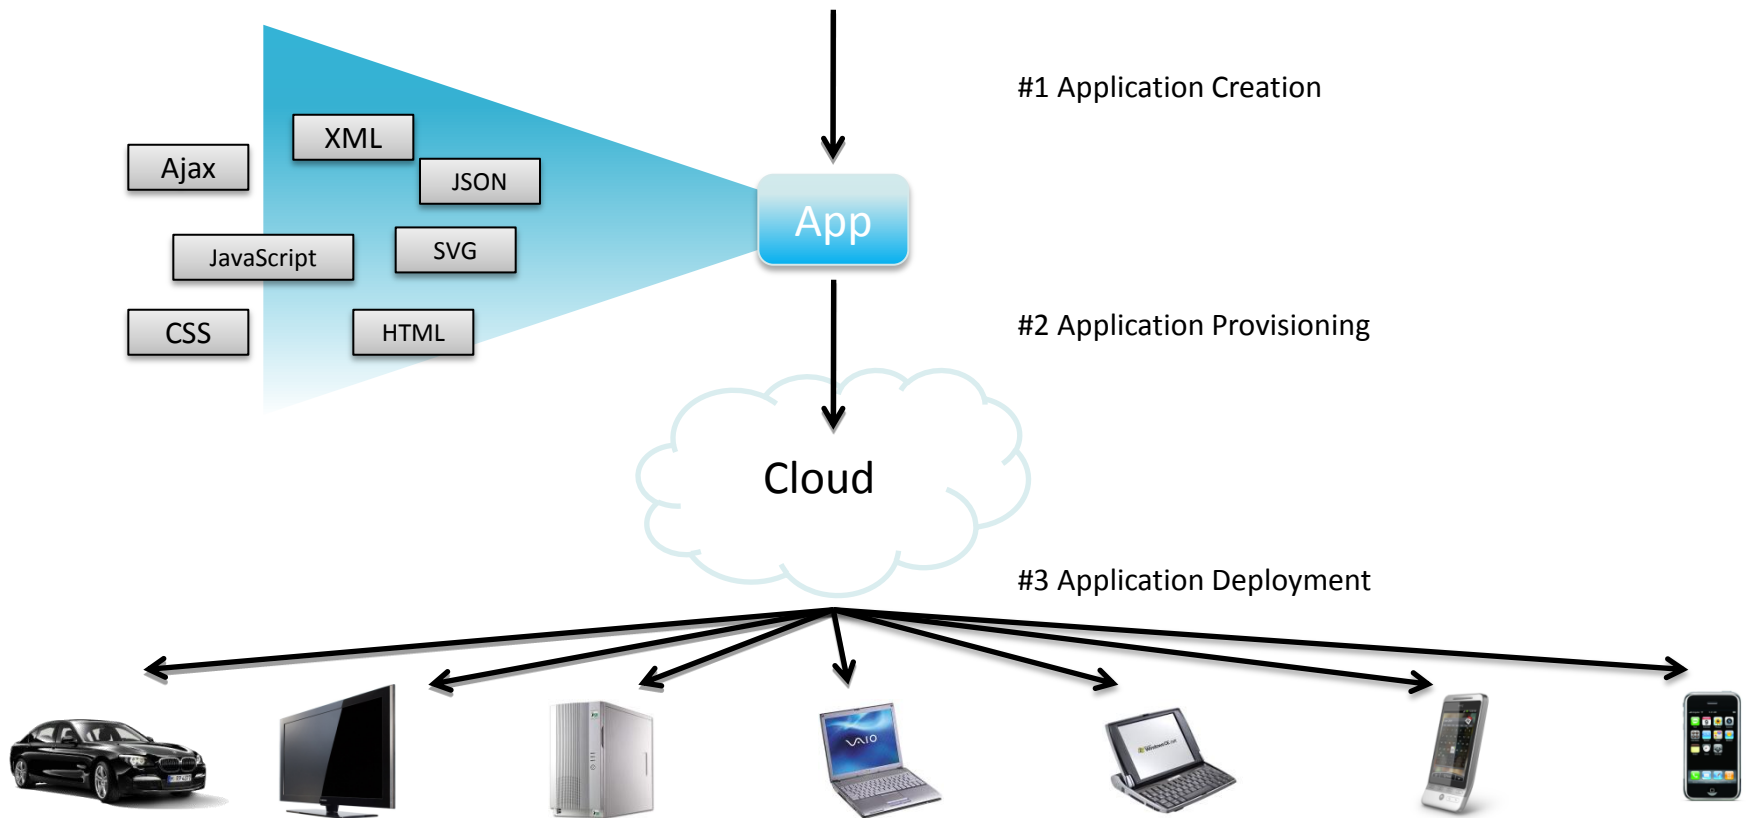 #1 Application Creation
XML
Ajax
JSON
App
JavaScript
SVG
CSS
HTML
#2 Application Provisioning
Cloud
#3 Application Deployment
VAIO